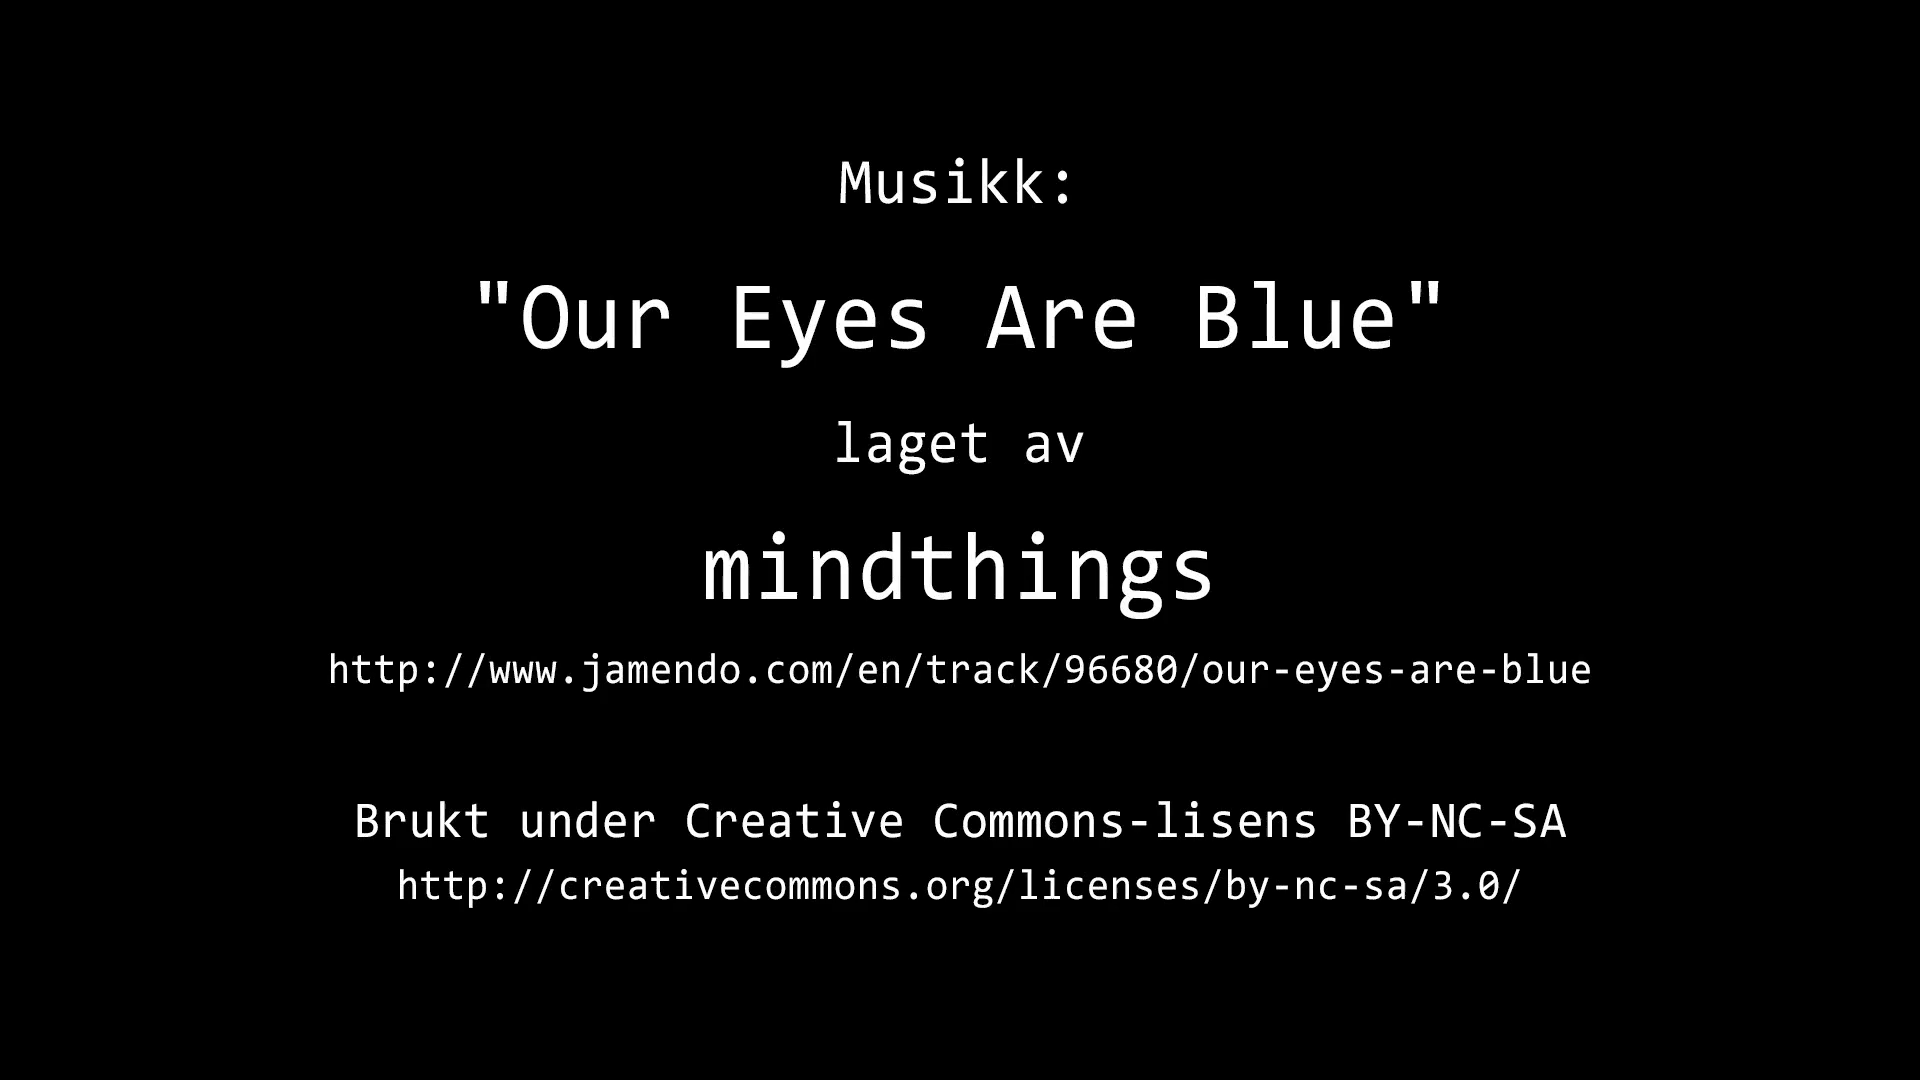 Musikk:
"Our Eyes Are Blue"
laget av
mindthings
http://www.jamendo.com/en/track/96680/our-eyes-are-blue
Brukt under Creative Commons-lisens BY-NC-SA
http://creativecommons.org/licenses/by-nc-sa/3.0/